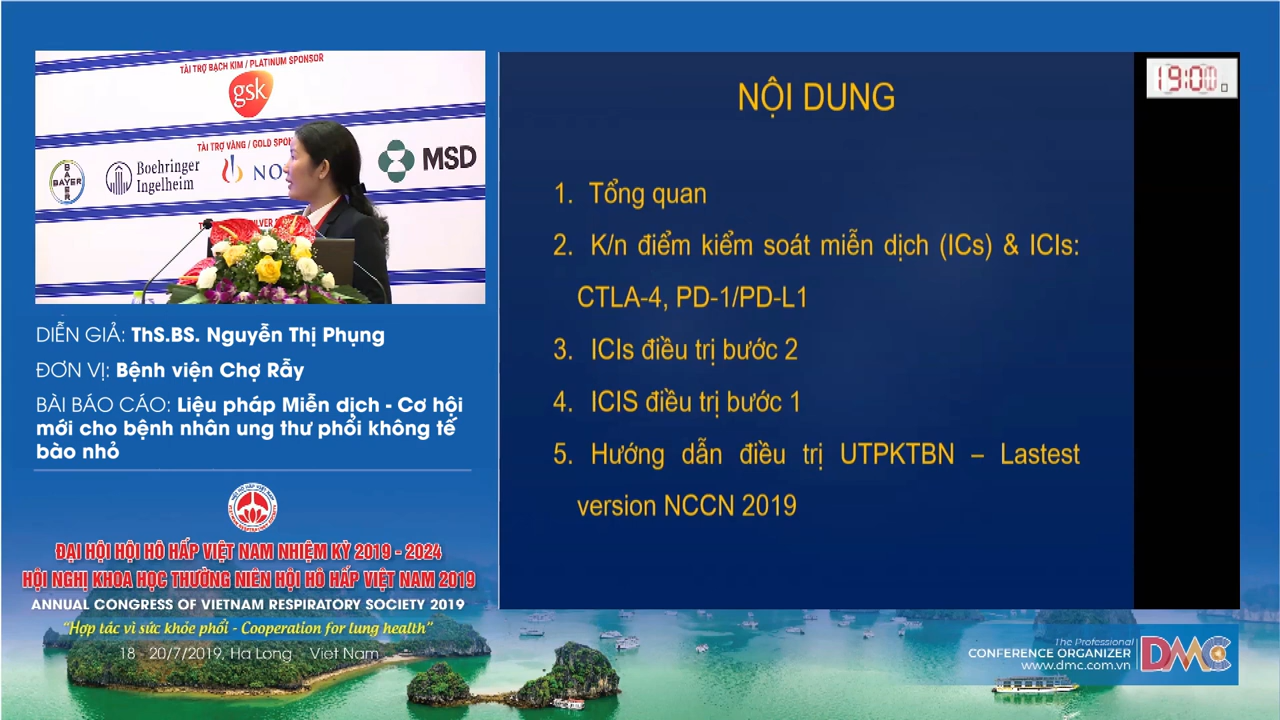 TÀI TRỢ BẠCH KIM / PLATINUM SPONSOR
gsk
TÀI TRỢ VÀNG / GOLD
BAYER
BAYER
Boehringer
Ingelheim
MSD
DIỄN GIẢ: ThS.BS. Nguyễn Thị Phụng
ĐƠN VỊ: Bệnh viện Chợ Rẫy
BÀI BÁO CÁO: Liệu pháp Miễn dịch - Cơ hội
mới cho bệnh nhân ung thư phổi không tế
bào nhỏ
ĐẠI HỘI HỘI HÔ HẤP VIỆT NAM NHIỆM KỲ 2019 - 2024
HỘI NGHỊ KHOA HỌC THƯỜNG NIÊN HỘI HÔ HẤP VIỆT NAM 2019
ANNUAL CONGRESS OF VIETNAM RESPIRATORY SOCIETY 2019
"Hợp tác vì sức khỏe phổi - Cooperation for lung health"
18 - 20/7/2019, Ha Long Viet Nam
NỘI DUNG
1. Tổng quan
2. K/n điểm kiểm soát miễn dịch (ICs) & ICIs:
CTLA-4, PD-1/PD-L1
3. ICIs điều trị bước 2
4. ICIS điều trị bước 1
5. Hướng dẫn điều trị UTPKTBN – Lastest
version NCCN 2019
19:00
The Professional
CONFERENCE ORGANIZER
www.dmc.com.vn
DMC